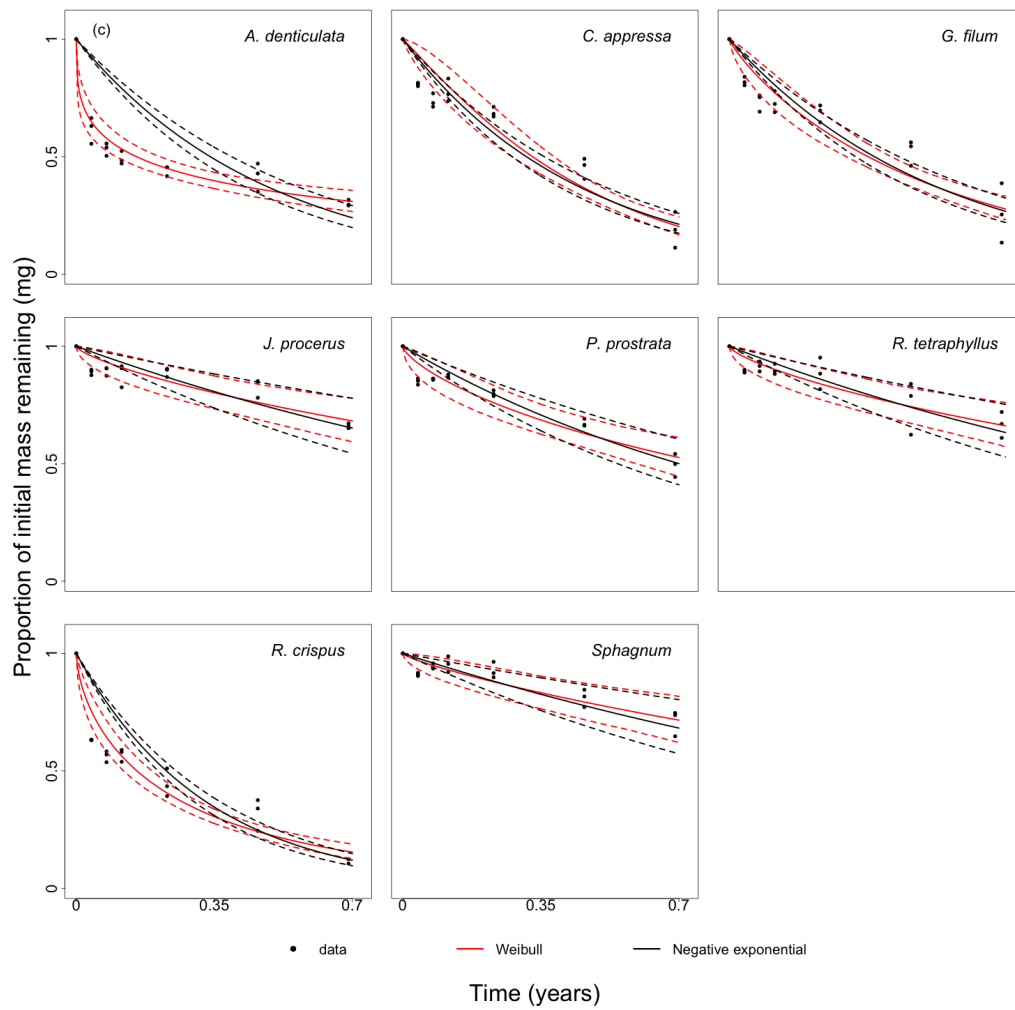 (c)
A. denticulata
C. appressa
G. filum
1
0.5
0
J. procerus
P. prostrata
R. tetraphyllus
1
0.5
0
R. crispus
Sphagnum
1
0.5
0
0 0.35 0.7
0 0.35 0.7
Proportion of initial mass remaining (mg)
data Weibull Negative exponential
Time (years)